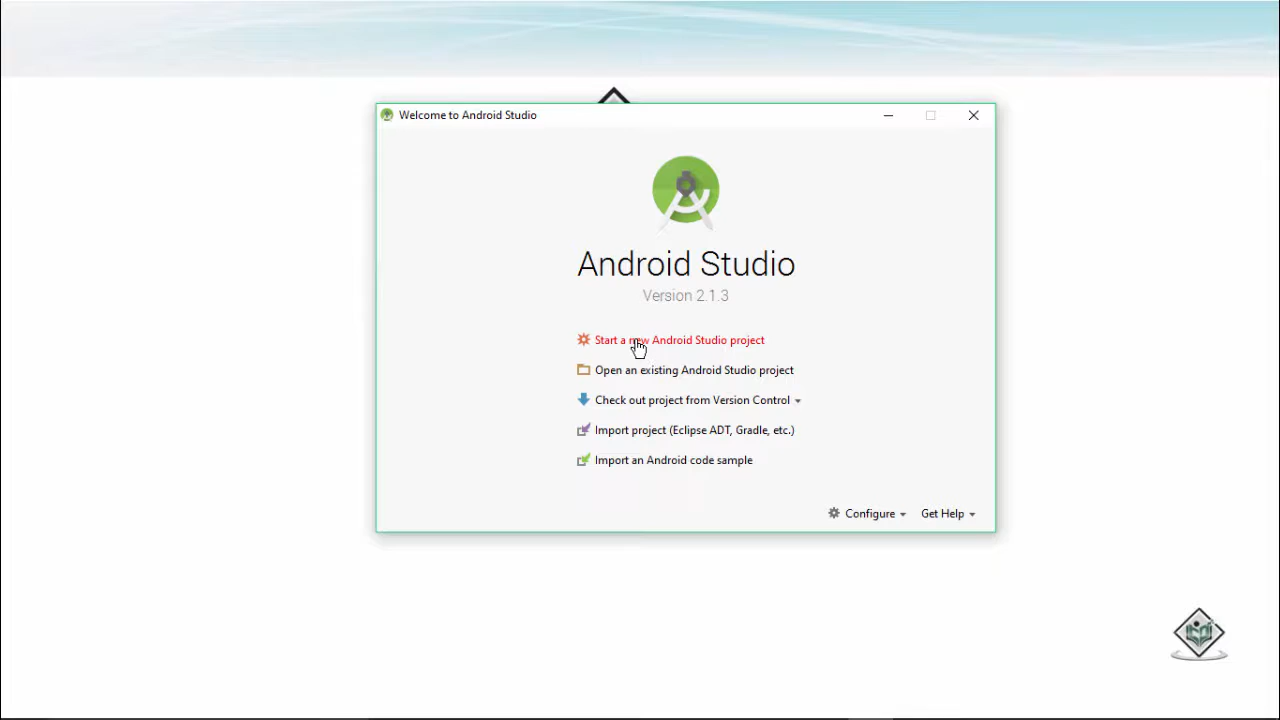 Welcome to Android Studio
Android Studio
Version 2.1.3
Start a new Android Studio project
Open an existing Android Studio project
Check out project from Version Control
Import project (Eclipse ADT, Gradle, etc.)
Import an Android code sample
Configure
Get Help